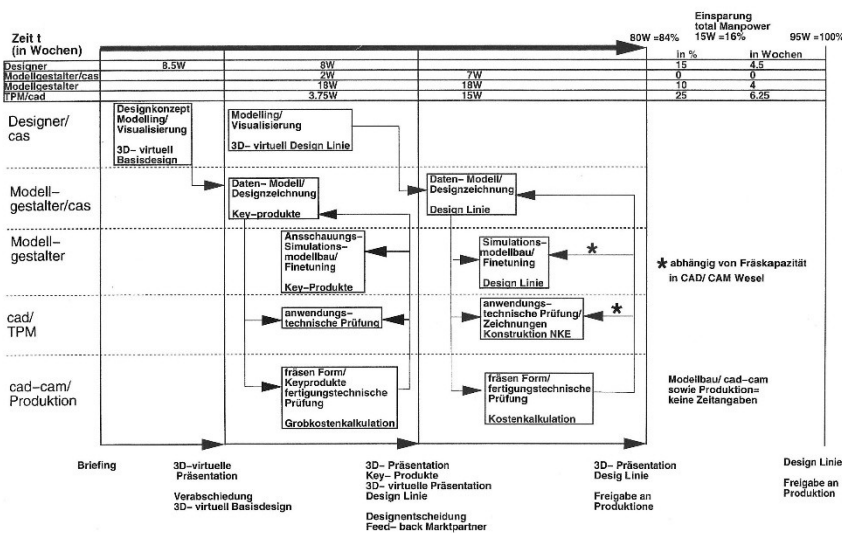 Einsparung
total Manpower
Zeit t
(in Wochen)
80W =84% 15W =16% 95W =100%
in % in Wochen
Designer 8.5W 8W 15 4.5
Modellgestalter/cas 2W 7W 0 0
Modellgestalter 18W 18W 10 4
TPM/cad 3.75W 15W 25 6.25
Designer/
cas
Designkonzept
Modelling/
Visualisierung
3D- virtuell
Basisdesign
Modelling/
Visualisierung
3D- virtuell Design Linie
Modell-
gestalter/cas
Daten- Modell/
Designzeichnung
Key-produkte
Daten- Modell/
Designzeichnung
Design Linie
Modell-
gestalter
Ansschauungs-
Simulations-
modellbau/
Finetuning
Key-Produkte
Simulations-
modellbau/
Finetuning
Design Linie
*
* abhängig von Fräskapazität
in CAD/ CAM Wesel
cad/
TPM
anwendungs-
technische Prüfung
anwendungs-
technische Prüfung/
Zeichnungen
Konstruktion NKE
*
cad-cam/
Produktion
fräsen Form/
Keyprodukte
fertigungstechnische
Prüfung
Grobkostenkalkulation
fräsen Form/
fertigungstechnische
Prüfung
Kostenkalkulation
Modellbau/ cad-cam
sowie Produktion=
keine Zeitangaben
Briefing
3D-virtuelle
Präsentation
Verabschiedung
3D- virtuell Basisdesign
3D- Präsentation
Key- Produkte
3D- virtuelle Präsentation
Design Linie
Designentscheidung
Feed- back Marktpartner
3D- Präsentation
Desig Linie
Freigabe an
Produktione
Design Linie
Freigabe an
Produktion